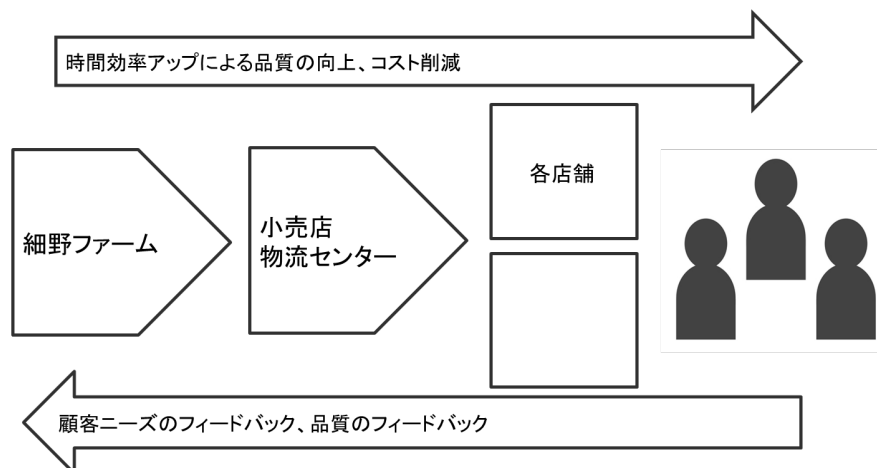 時間効率アップによる品質の向上、コスト削減
各店舗
細野ファーム
小売店
物流センター
顧客ニーズのフィードバック、品質のフィードバック